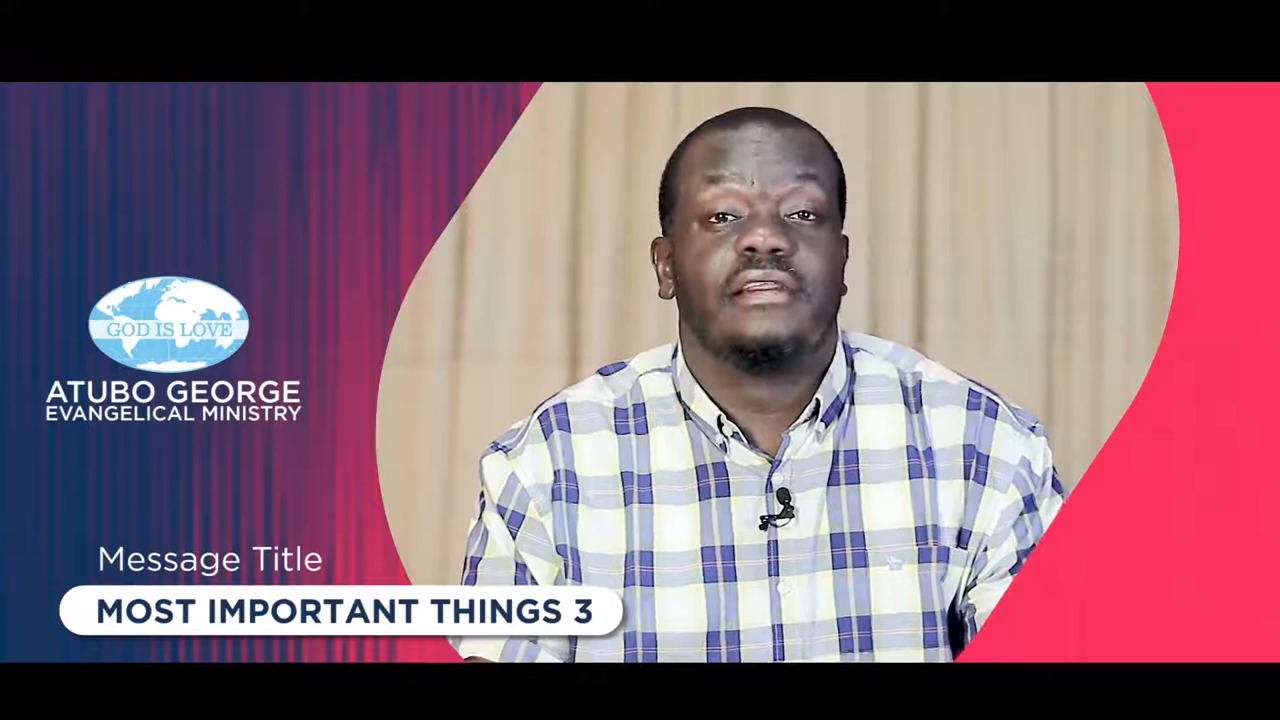 GOD IS LOVE
ATUBO GEORGE
EVANGELICAL MINISTRY
Message Title
MOST IMPORTANT THINGS 3